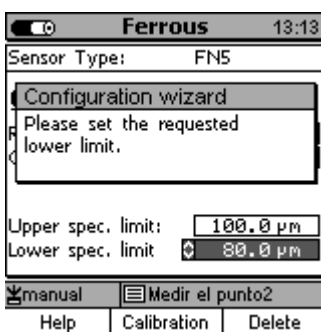 Ferrous 13:13
Sensor Type: FN5
Configuration wizard
Please set the requested
lower limit.
Upper spec. limit: 100.0 µm
Lower spec. limit 80.0 µm
manual Medir el punto2
Help Calibration Delete